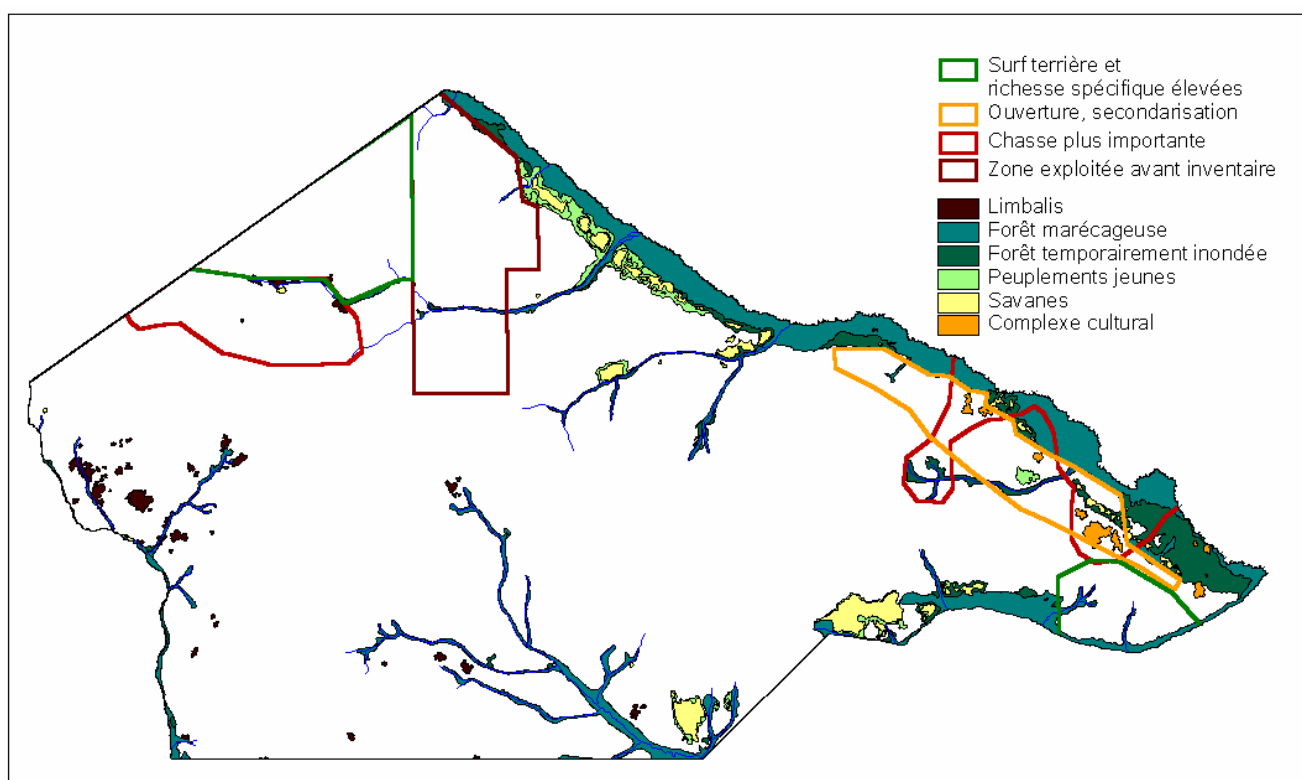 Surf terrière et
richesse spécifique élevées
Ouverture, secondarisation
Chasse plus importante
Zone exploitée avant inventaire
Limbalis
Forêt marécageuse
Forêt temporairement inondée
Peuplements jeunes
Savanes
Complexe cultural